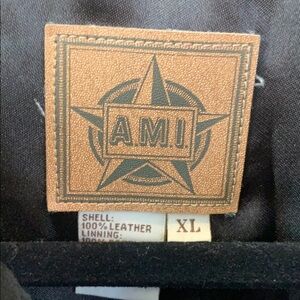 A.M.I
SHELL:
100% LEATHER
LINNING:
XL